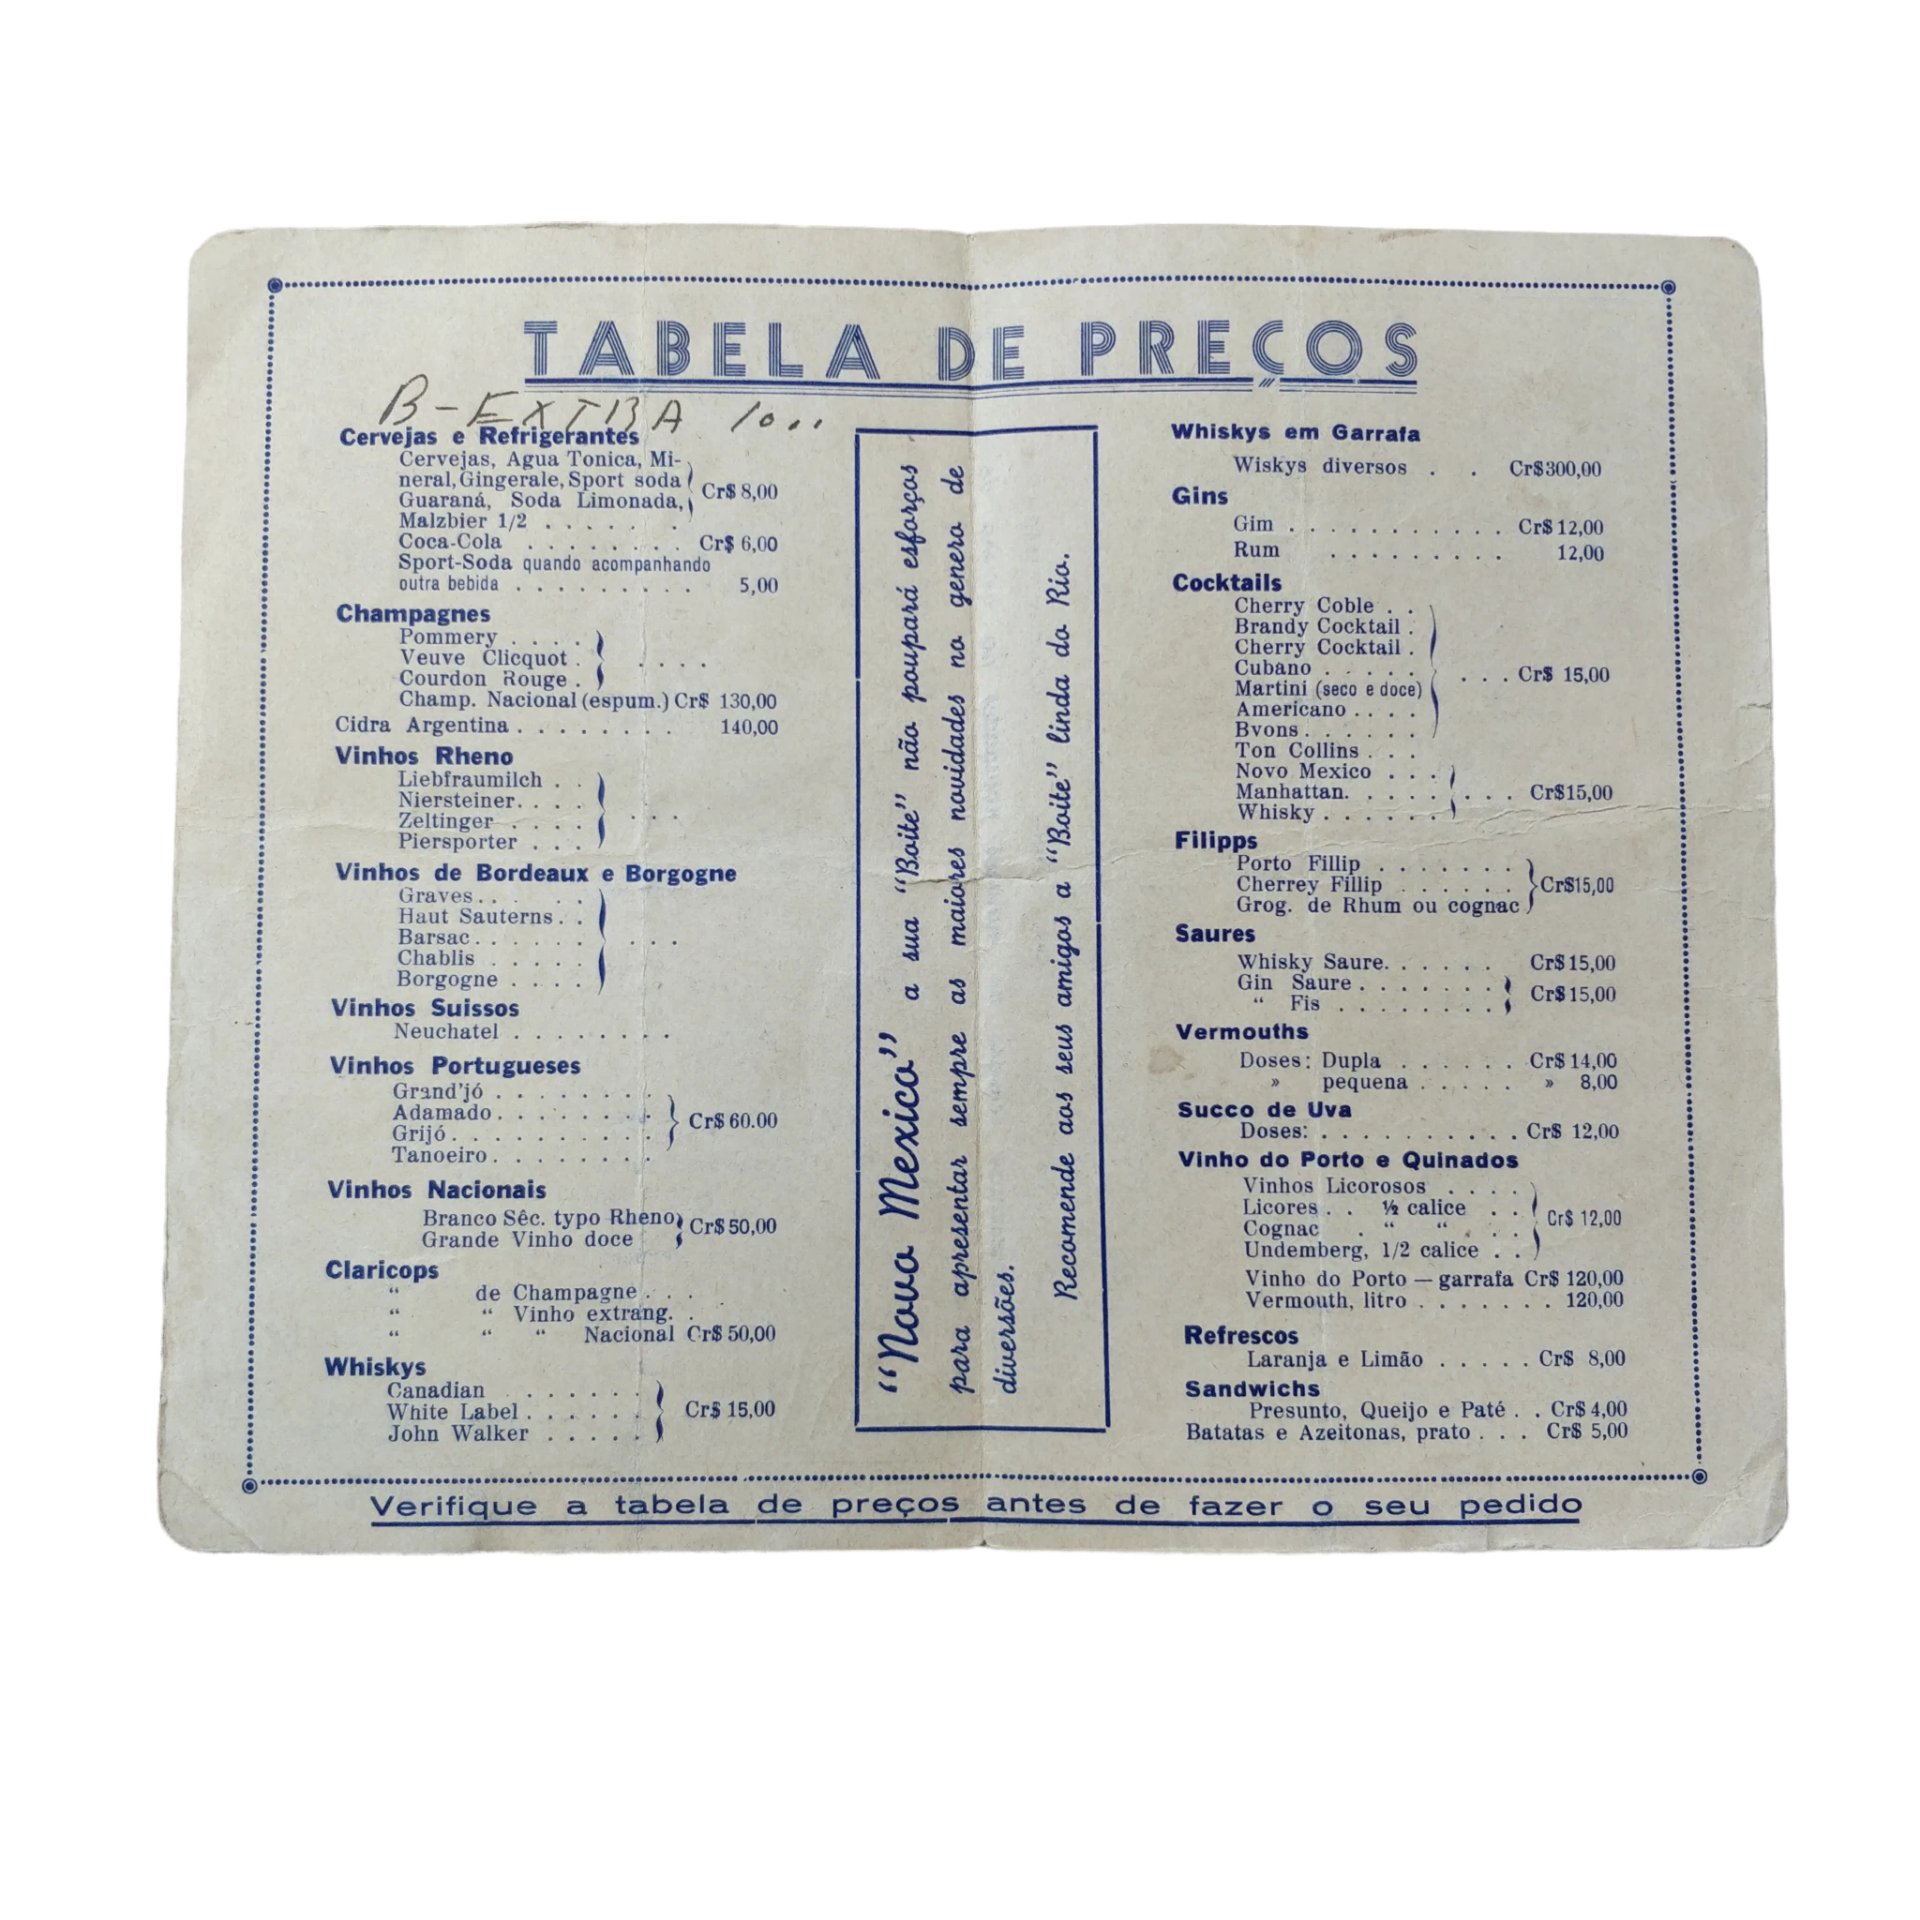 TABELA DE PREÇOS
B-EXTRA 10..
Cervejas e Refrigerantes
Cervejas, Agua Tonica, Mi-
neral, Gingerale, Sport soda
Guaraná, Soda Limonada, Cr$ 8,00
Malzbier 1/2 . . . . . .
Coca-Cola . . . . . . . . Cr$ 6,00
Sport-Soda quando acompanhando
outra bebida . . . . . . . . . 5,00
Champagnes
Pommery . . . .
Veuve Clicquot . . . . .
Courdon Rouge .
Champ. Nacional (espum.) Cr$ 130,00
Cidra Argentina . . . . . . . . 140,00
Vinhos Rheno
Liebfraumilch . .
Niersteiner. . . .
Zeltinger . . . . . . .
Piersporter . . .
Vinhos de Bordeaux e Borgogne
Graves . . . .
Haut Sauterns . .
Barsac . . . . . . . . .
Chablis . . . . .
Borgogne . . . .
Vinhos Suissos
Neuchatel . . . . . . . .
Vinhos Portugueses
Grand'jó . . . . . . . .
Adamado . . . . . . . . Cr$ 60.00
Grijó . . . . . . . . . .
Tanoeiro . . . . . . . .
Vinhos Nacionais
Branco Sêc. typo Rheno Cr$ 50,00
Grande Vinho doce
Claricops
" de Champagne . . .
" " Vinho extrang. .
" " " Nacional Cr$ 50,00
Whiskys
Canadian . . . . . .
White Label . . . . . . Cr$ 15,00
John Walker . . . . .
"Novo Mexico" a sua "Boite" não poupará esforços
para apresentar sempre as maiores novidades no genero de
diversões.
Recomende aos seus amigos a "Boite" linda do Rio.
Whiskys em Garrafa
Wiskys diversos . . Cr$300,00
Gins
Gim . . . . . . . . . . . Cr$ 12,00
Rum . . . . . . . . . 12,00
Cocktails
Cherry Coble . .
Brandy Cocktail .
Cherry Cocktail .
Cubano . . . . . . . . Cr$ 15,00
Martini (seco e doce)
Americano . . . .
Bvons . . . . . .
Ton Collins . . .
Novo Mexico . . .
Manhattan. . . . . . . . Cr$15,00
Whisky . . . . . .
Filipps
Porto Fillip . . . . . . .
Cherrey Fillip . . . . . . Cr$15,00
Grog. de Rhum ou cognac
Saures
Whisky Saure. . . . . . Cr$15,00
Gin Saure . . . . . . . Cr$15,00
" Fis . . . . . . . .
Vermouths
Doses: Dupla . . . . . . Cr$ 14,00
» pequena . . . . . » 8,00
Succo de Uva
Doses: . . . . . . . . . . Cr$ 12,00
Vinho do Porto e Quinados
Vinhos Licorosos . . . .
Licores . . ½ calice . . Cr$ 12,00
Cognac . " " . .
Undemberg, 1/2 calice . .
Vinho do Porto — garrafa Cr$ 120,00
Vermouth, litro . . . . . . . 120,00
Refrescos
Laranja e Limão . . . . . Cr$ 8,00
Sandwichs
Presunto, Queijo e Paté . . Cr$ 4,00
Batatas e Azeitonas, prato . . . Cr$ 5,00
Verifique a tabela de preços antes de fazer o seu pedido